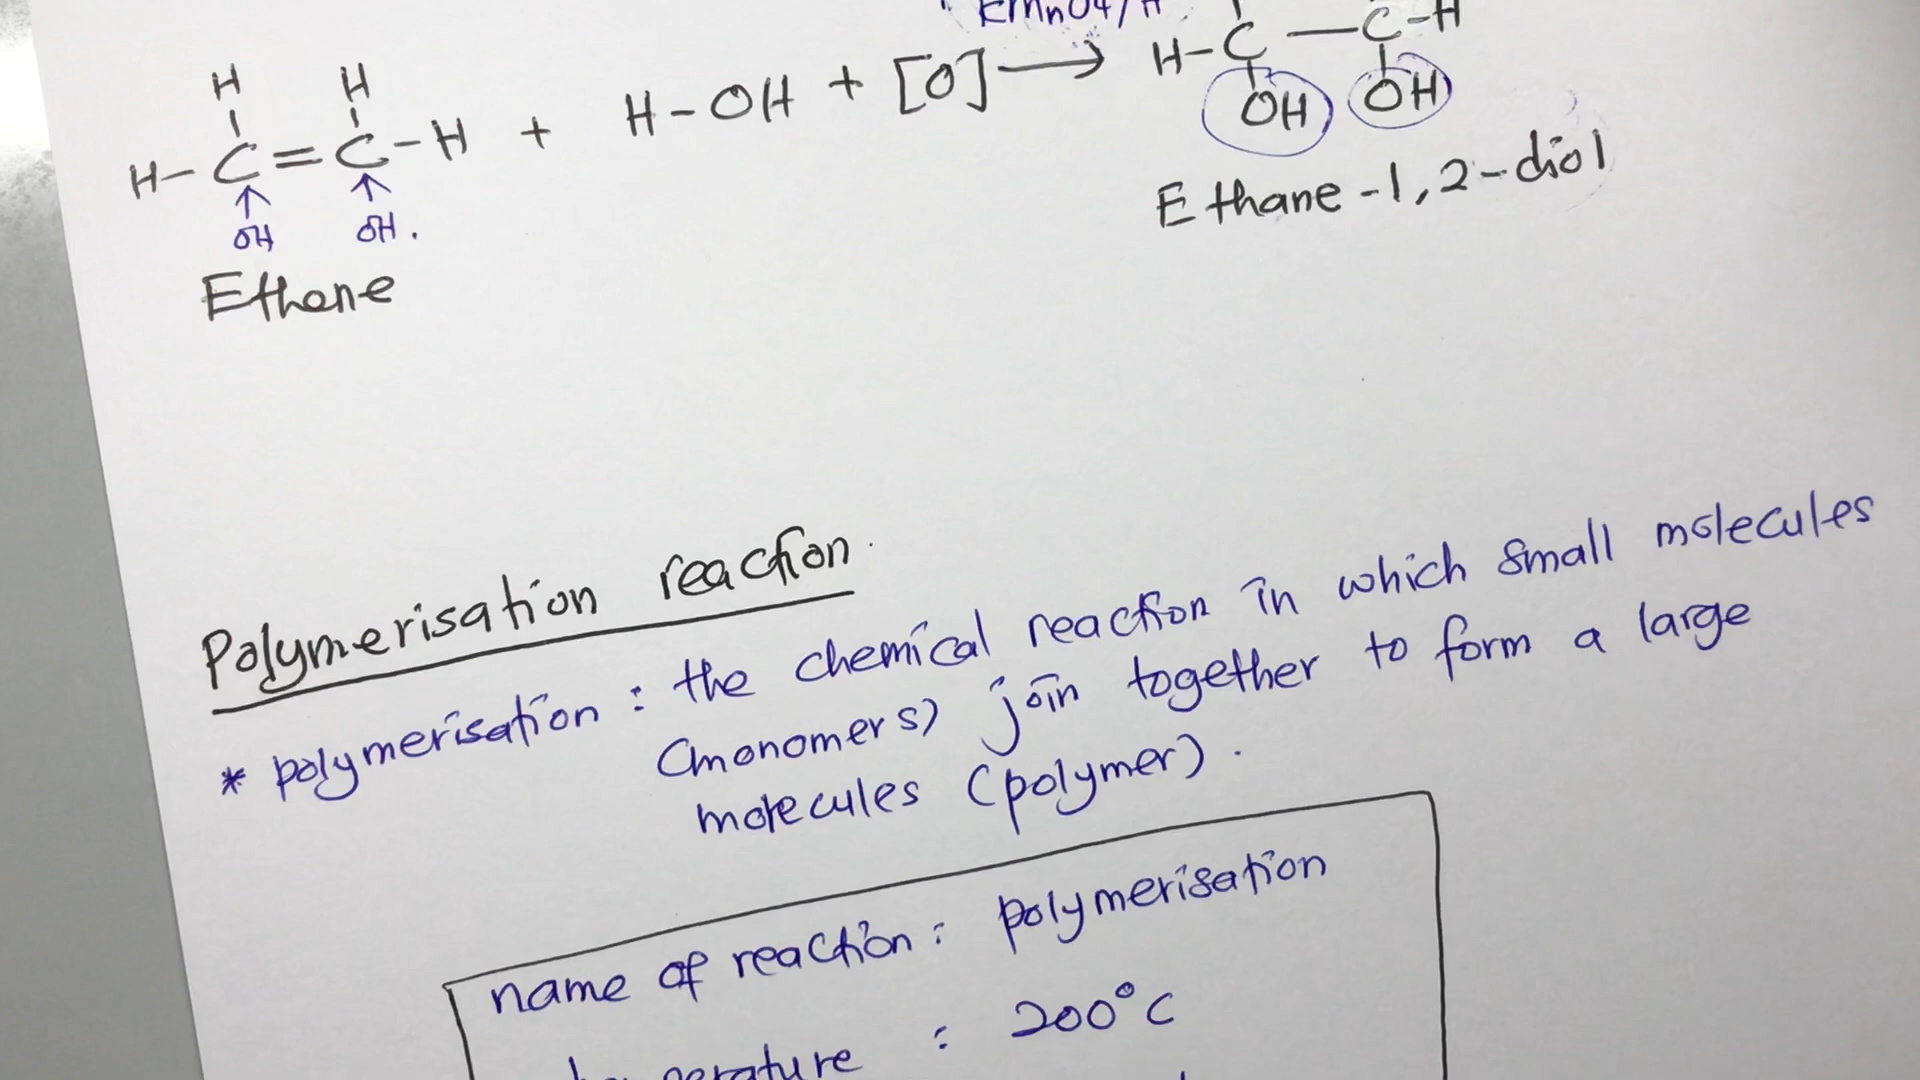 KMnO4/H
H-C—C-H
OH OH
H H
H-C=C-H + H-OH + [O]→
OH OH.
Ethane-1,2-diol
Ethene
Polymerisation reaction.
* polymerisation : the chemical reaction in which small molecules
(monomers) join together to form a large
molecules (polymer).
name of reaction : polymerisation
: 200°C